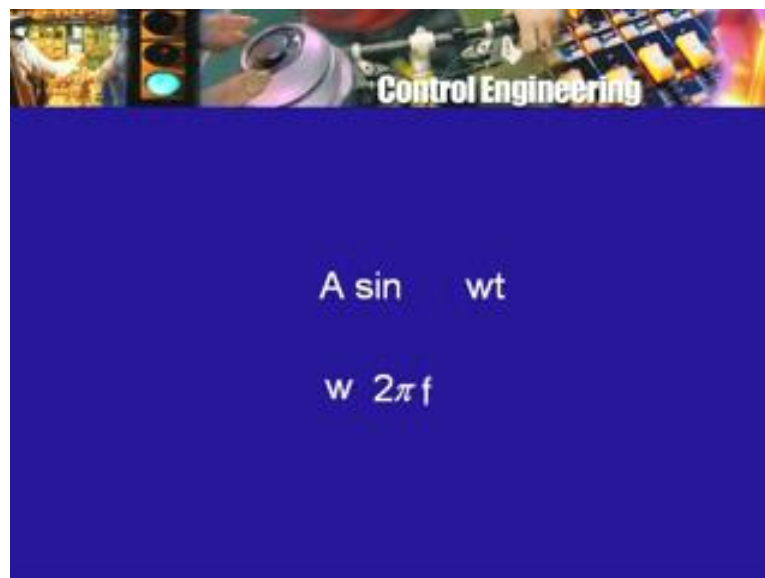 Control Engineering
A sin wt
w 2π f